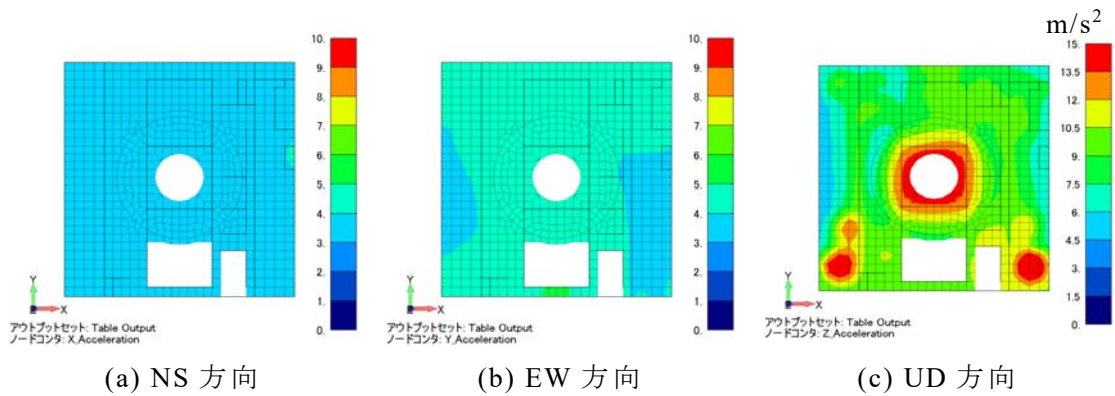 m/s²
10.
9.
8.
7.
6.
5.
4.
3.
2.
1.
0.
Y
X
Z
アウトプットセット: Table Output
ノードコンタ: X_Acceleration
(a) NS 方向
10.
9.
8.
7.
6.
5.
4.
3.
2.
1.
0.
Y
X
Z
アウトプットセット: Table Output
ノードコンタ: Y_Acceleration
(b) EW 方向
15.
13.5
12.
10.5
9.
7.5
6.
4.5
3.
1.5
0.
Y
X
Z
アウトプットセット: Table Output
ノードコンタ: Z_Acceleration
(c) UD 方向